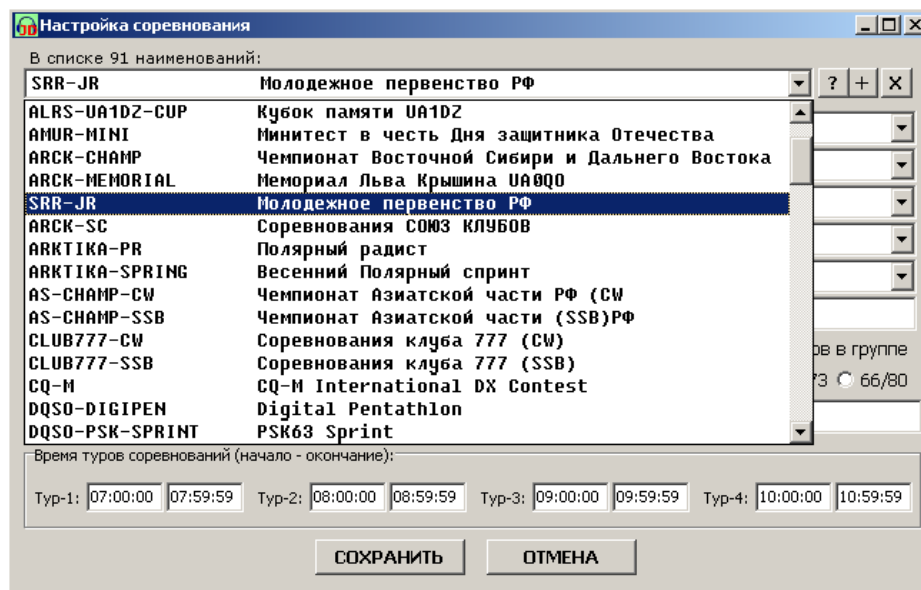 JD Настройка соревнования
В списке 91 наименований:
SRR-JR Молодежное первенство РФ ? + X
ALRS-UA1DZ-CUP Кубок памяти UA1DZ
AMUR-MINI Минитест в честь Дня защитника Отечества
ARCK-CHAMP Чемпионат Восточной Сибири и Дальнего Востока
ARCK-MEMORIAL Мемориал Льва Крышина UA0QO
SRR-JR Молодежное первенство РФ
ARCK-SC Соревнования СОЮЗ КЛУБОВ
ARKTIKA-PR Полярный радист
ARKTIKA-SPRING Весенний Полярный спринт
AS-CHAMP-CW Чемпионат Азиатской части РФ (CW
AS-CHAMP-SSB Чемпионат Азиатской части (SSB)РФ
CLUB777-CW Соревнования клуба 777 (CW)
CLUB777-SSB Соревнования клуба 777 (SSB)
ов в группе
CQ-M CQ-M International DX Contest
73 66/80
DQSO-DIGIPEN Digital Pentathlon
DQSO-PSK-SPRINT PSK63 Sprint
Время туров соревнований (начало - окончание):
Тур-1: 07:00:00 07:59:59 Тур-2: 08:00:00 08:59:59 Тур-3: 09:00:00 09:59:59 Тур-4: 10:00:00 10:59:59
СОХРАНИТЬ ОТМЕНА